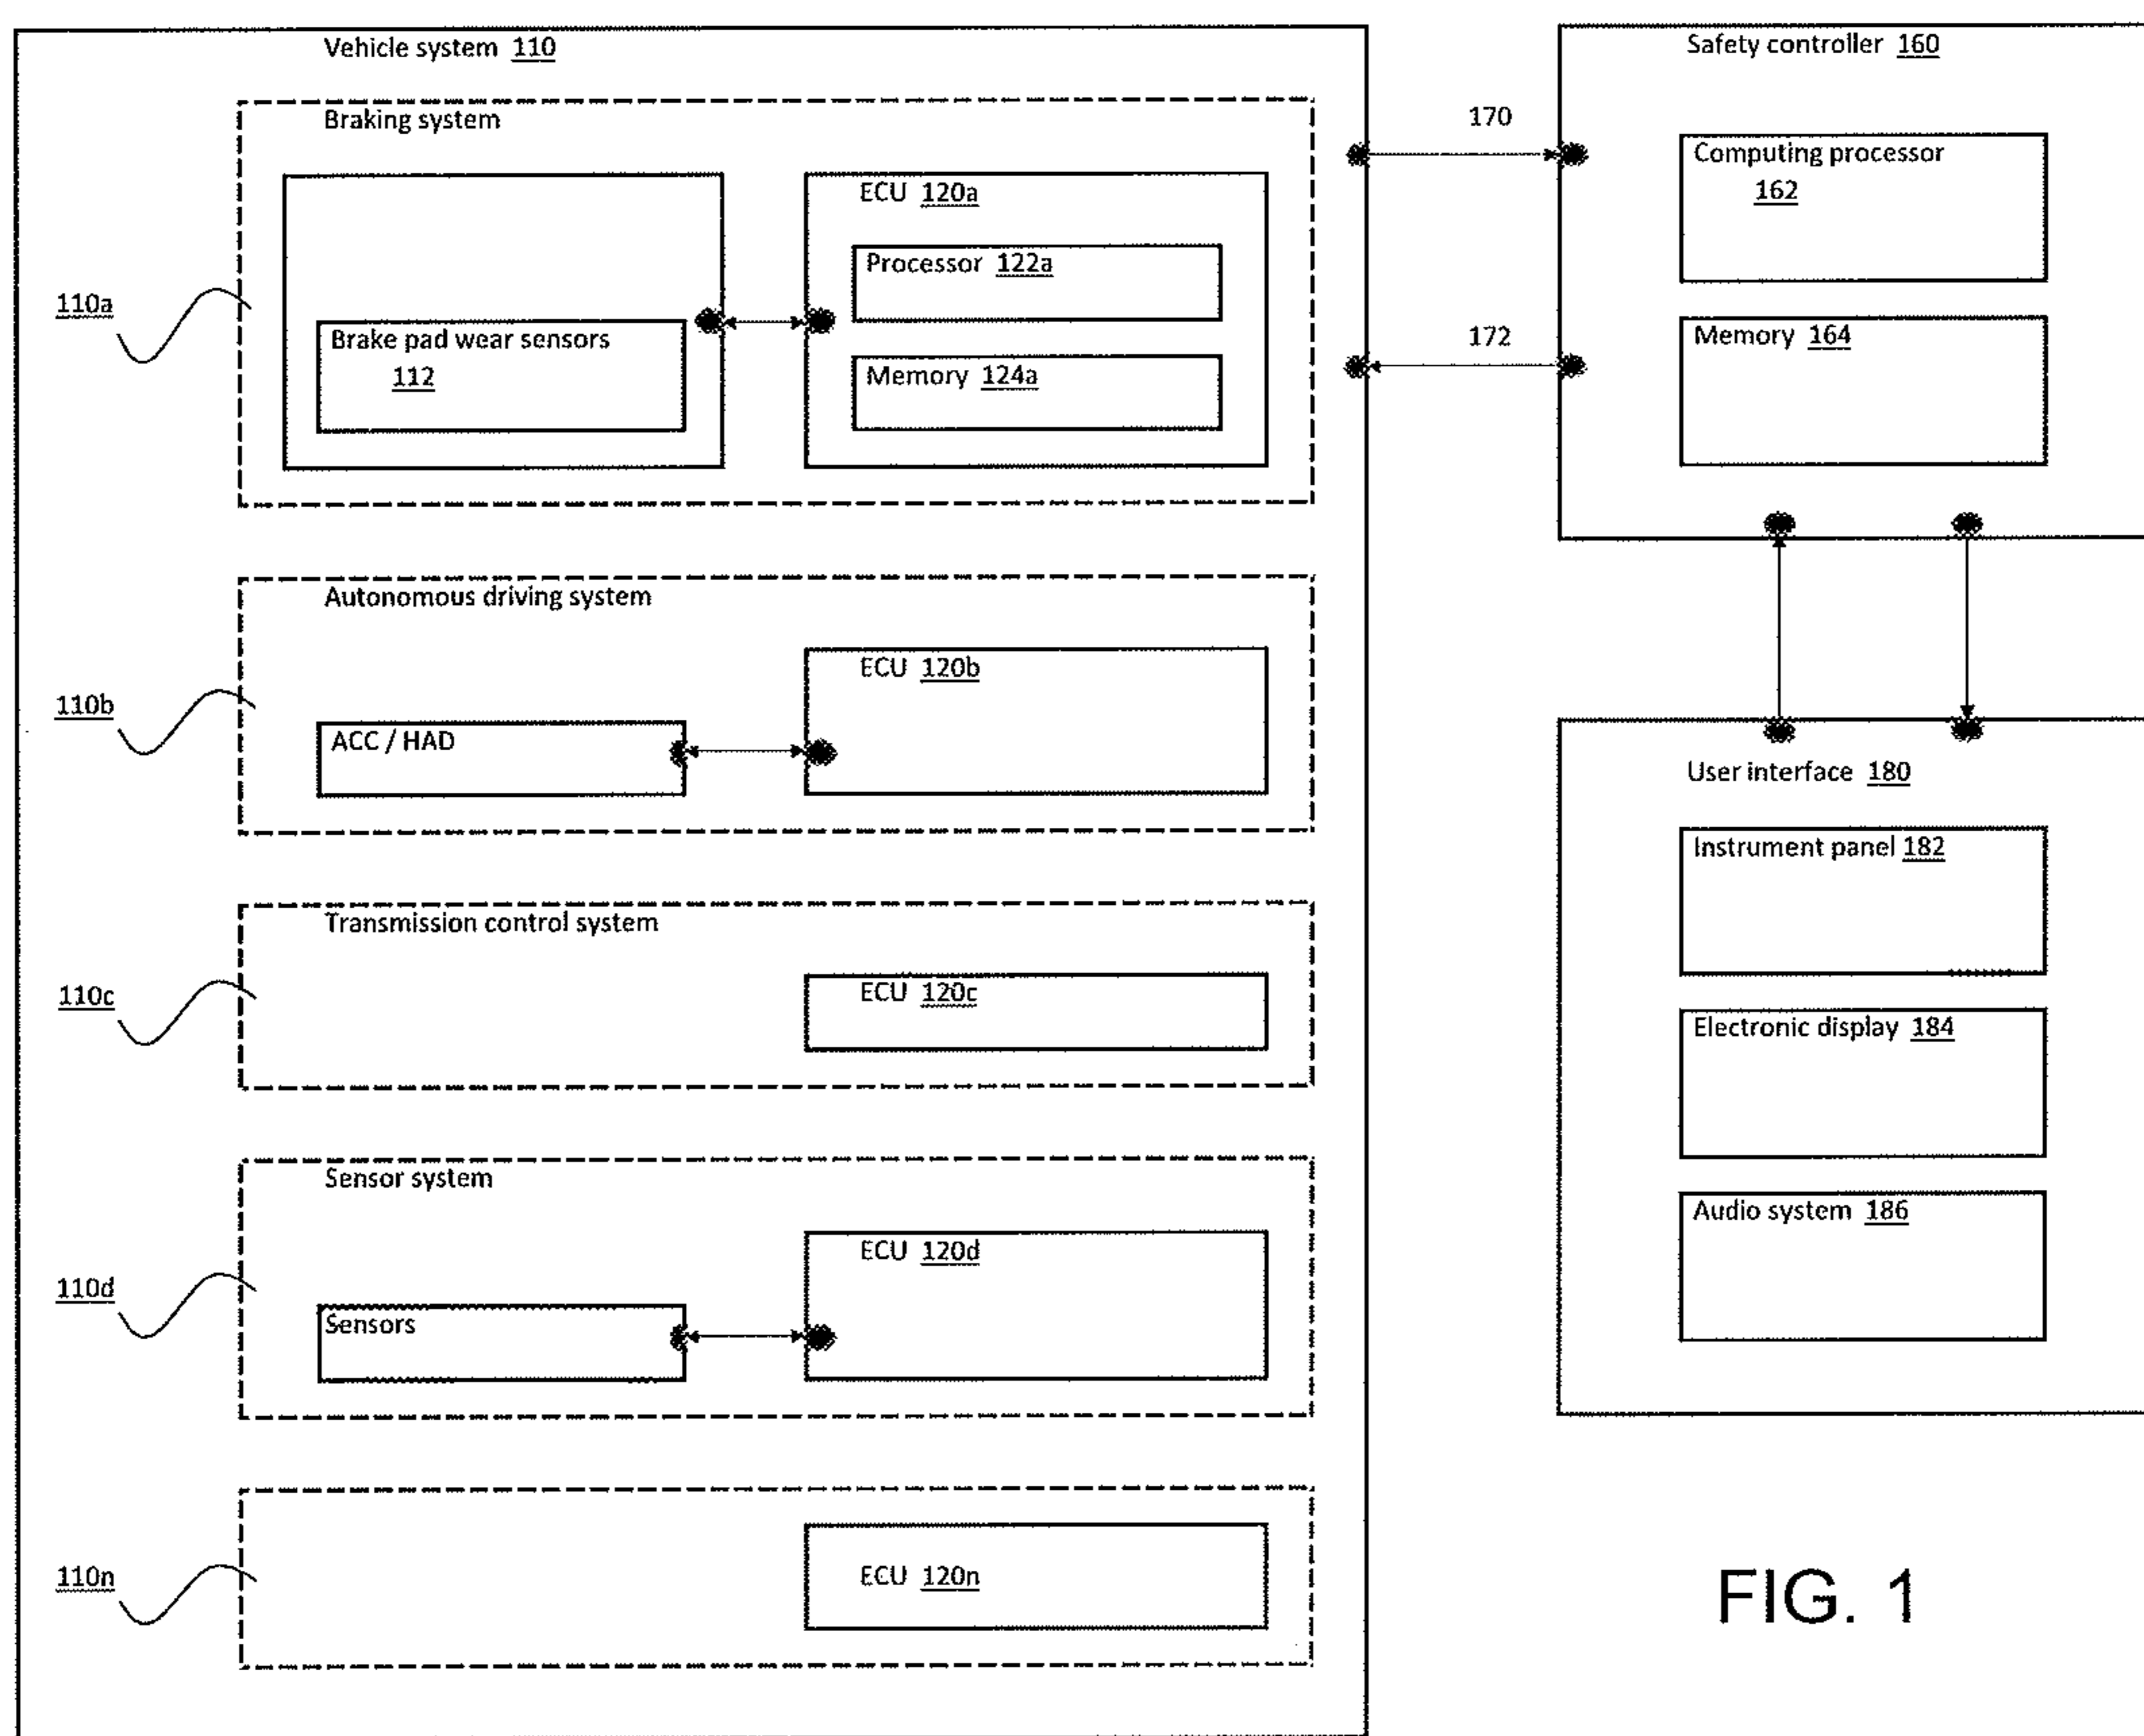 Vehicle system 110
Braking system
110a
Brake pad wear sensors
112
ECU 120a
Processor 122a
Memory 124a
Autonomous driving system
110b
ACC / HAD
ECU 120b
Transmission control system
110c
ECU 120c
Sensor system
110d
Sensors
ECU 120d
110n
ECU 120n
170
172
Safety controller 160
Computing processor
162
Memory 164
User interface 180
Instrument panel 182
Electronic display 184
Audio system 186
FIG. 1